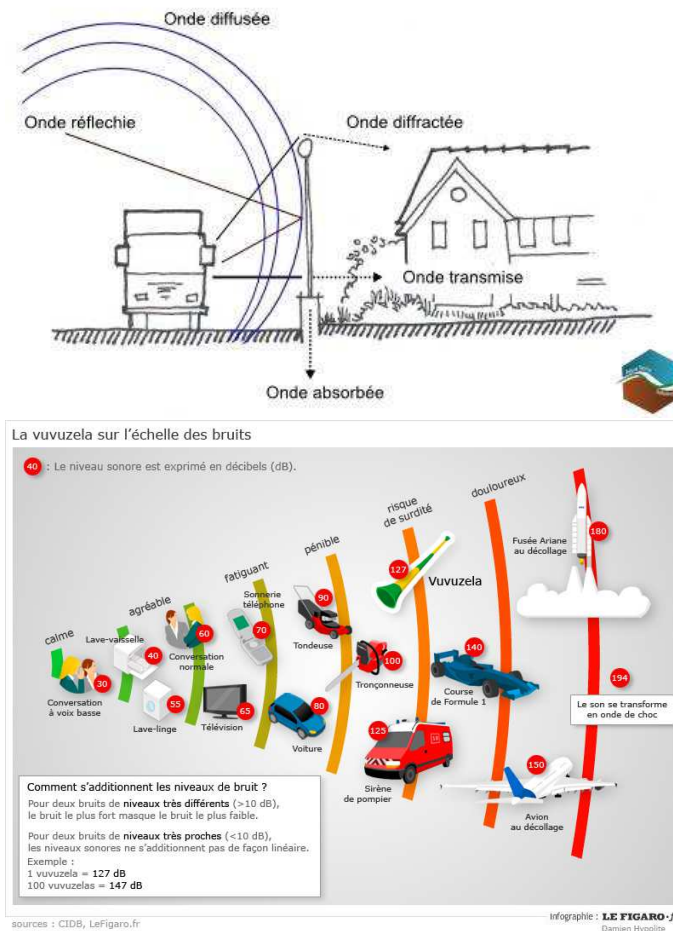 Onde diffusée
Onde réflechie
Onde diffractée
Onde transmise
Onde absorbée
La vuvuzela sur l'échelle des bruits
40 : Le niveau sonore est exprimé en décibels (dB).
calme
agréable
fatiguant
pénible
risque
de surdité
douloureux
30
Conversation
à voix basse
Lave-vaisselle
40
55
Lave-linge
60
Conversation
normale
65
Télévision
Sonnerie
téléphone
70
80
Voiture
90
Tondeuse
100
Tronçonneuse
127
Vuvuzela
125
18
Sirène
de pompier
140
Course
de Formule 1
150
Avion
au décollage
180
Fusée Ariane
au décollage
194
Le son se transforme
en onde de choc
Comment s'additionnent les niveaux de bruit ?
Pour deux bruits de niveaux très différents (>10 dB),
le bruit le plus fort masque le bruit le plus faible.
Pour deux bruits de niveaux très proches (<10 dB),
les niveaux sonores ne s'additionnent pas de façon linéaire.
Exemple :
1 vuvuzela = 127 dB
100 vuvuzelas = 147 dB
sources : CIDB, LeFigaro.fr
Infographie : LE FIGARO·
Damien Hypolite